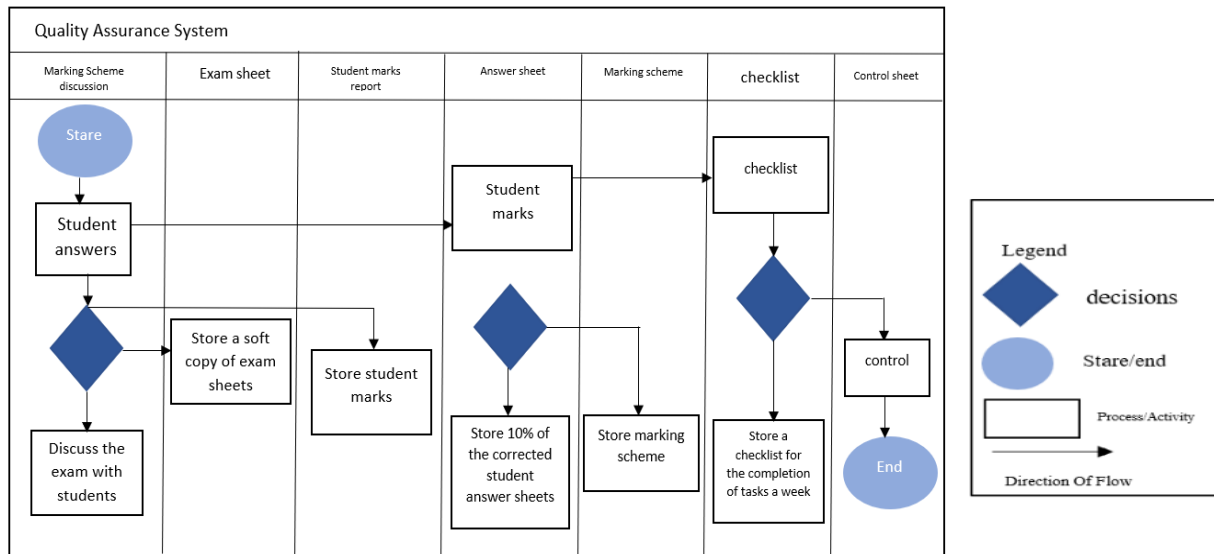 Quality Assurance System
Marking Scheme
discussion
Exam sheet
Student marks
report
Answer sheet
Marking scheme
checklist
Control sheet
Stare
Student
answers
Student
marks
checklist
Store a soft
copy of exam
sheets
Store student
marks
control
Discuss the
exam with
students
Store 10% of
the corrected
student
answer sheets
Store marking
scheme
Store a
checklist for
the completion
of tasks a week
End
Legend
decisions
Stare/end
Process/Activity
Direction Of Flow